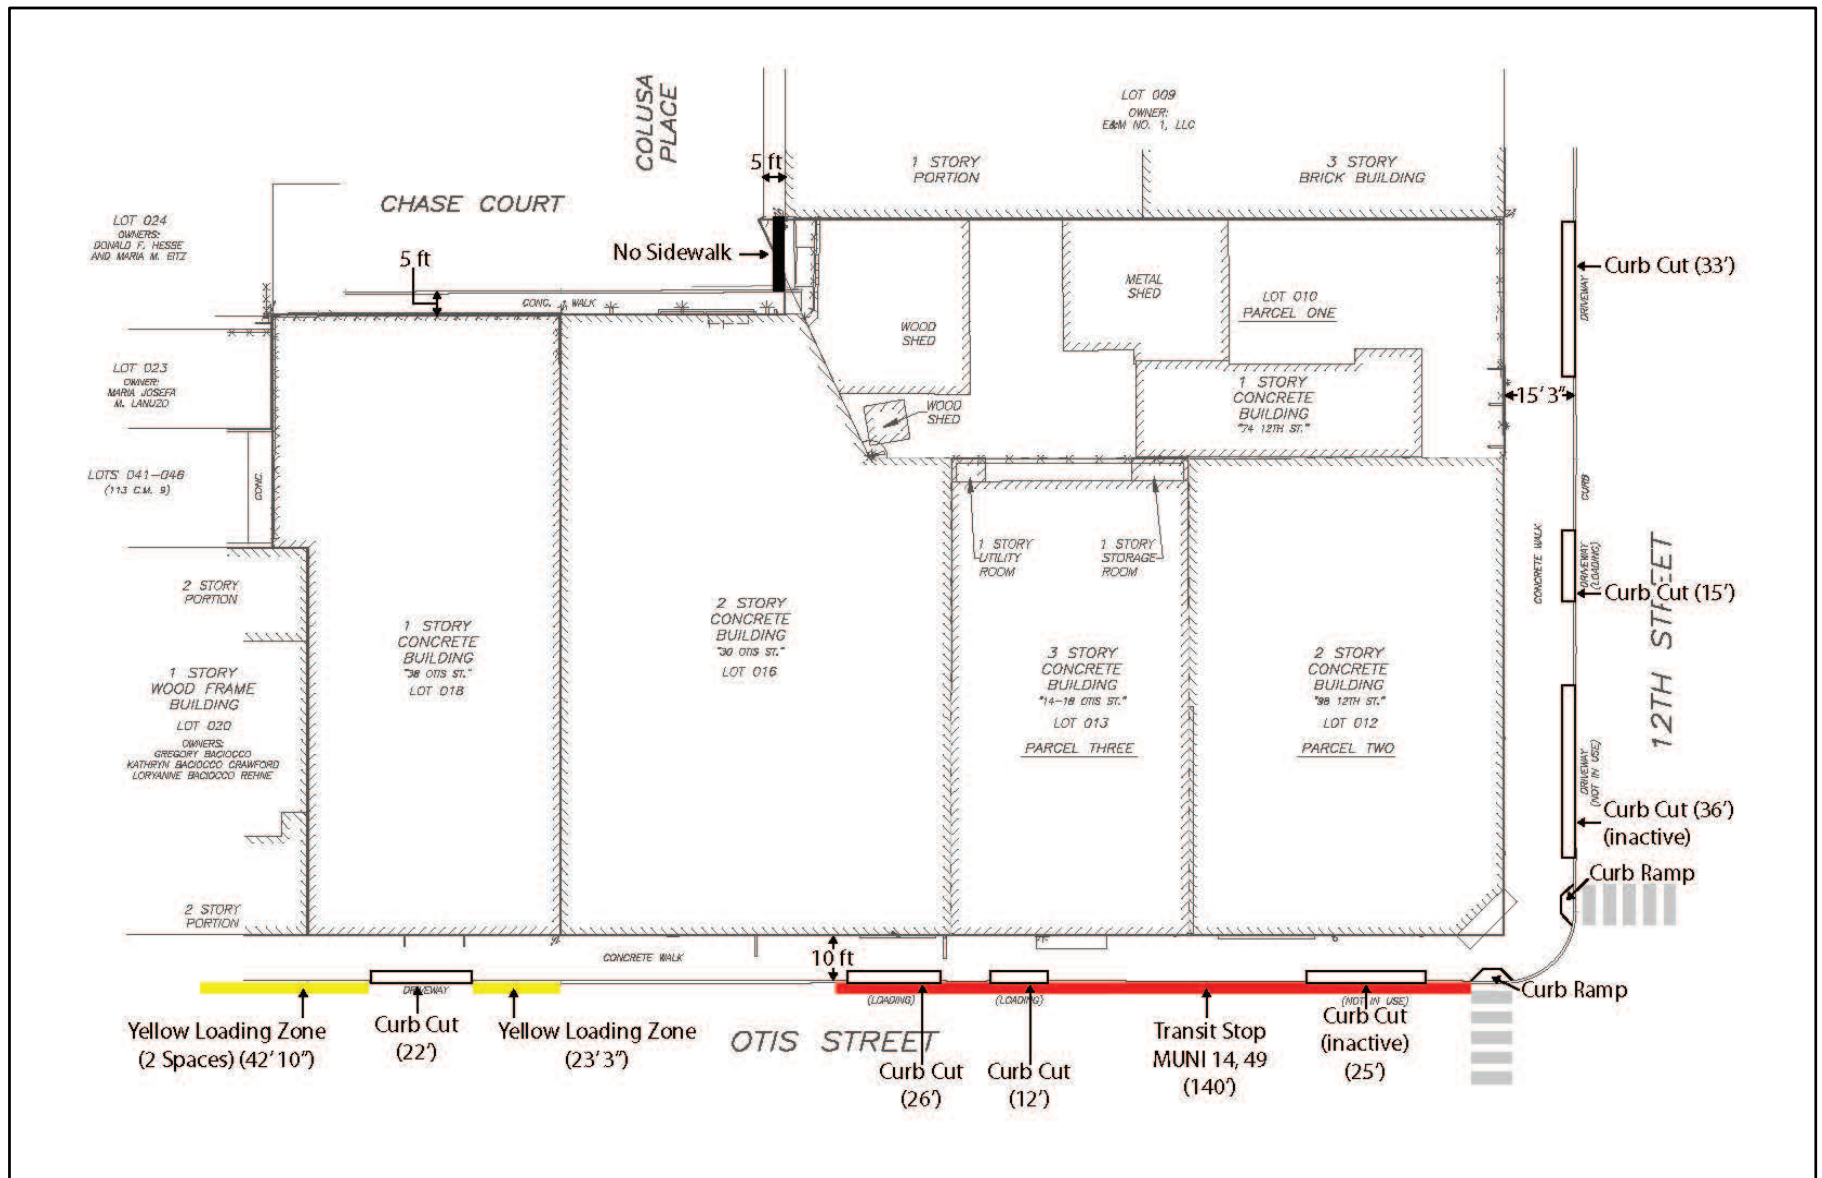 COLUSA
PLACE
LOT 009
OWNER:
E&M NO. 1, LLC
5 ft
1 STORY
PORTION
3 STORY
BRICK BUILDING
CHASE COURT
LOT 024
OWNERS:
DONALD F. HESSE
AND MARIA M. EITZ
5 ft
No Sidewalk
CONC. WALK
METAL
SHED
LOT 010
PARCEL ONE
Curb Cut (33')
DRIVEWAY
WOOD
SHED
LOT 023
OWNER:
MARIA JOSEFA
M. LANUZO
1 STORY
CONCRETE
BUILDING
"74 12TH ST."
15' 3"
WOOD
SHED
LOTS 041-046
(113 C.M. 9)
CONC.
CURB
1 STORY
UTILITY
ROOM
1 STORY
STORAGE
ROOM
CONCRETE WALK
DRIVEWAY
(LOADING)
Curb Cut (15')
12TH STREET
2 STORY
PORTION
1 STORY
CONCRETE
BUILDING
"38 OTIS ST."
LOT 018
2 STORY
CONCRETE
BUILDING
"30 OTIS ST."
LOT 016
3 STORY
CONCRETE
BUILDING
"14-18 OTIS ST."
LOT 013
PARCEL THREE
2 STORY
CONCRETE
BUILDING
"98 12TH ST."
LOT 012
PARCEL TWO
1 STORY
WOOD FRAME
BUILDING
LOT 020
OWNERS:
GREGORY BACIOCCO
KATHRYN BACIOCCO CRAWFORD
LORYANNE BACIOCCO REHNE
DRIVEWAY
(NOT IN USE)
Curb Cut (36')
(inactive)
Curb Ramp
2 STORY
PORTION
CONCRETE WALK
10 ft
DRIVEWAY
(LOADING)
(LOADING)
(NOT IN USE)
Curb Ramp
Yellow Loading Zone
(2 Spaces) (42' 10")
Curb Cut
(22')
Yellow Loading Zone
(23' 3")
OTIS STREET
Curb Cut
(26')
Curb Cut
(12')
Transit Stop
MUNI 14, 49
(140')
Curb Cut
(inactive)
(25')